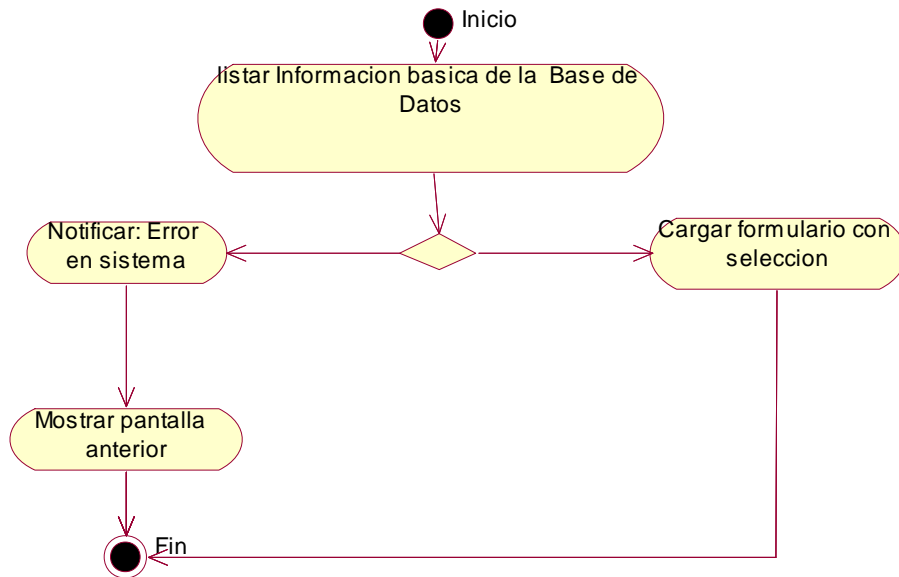 Inicio
listar Informacion basica de la Base de
Datos
Notificar: Error
en sistema
Cargar formulario con
seleccion
Mostrar pantalla
anterior
Fin